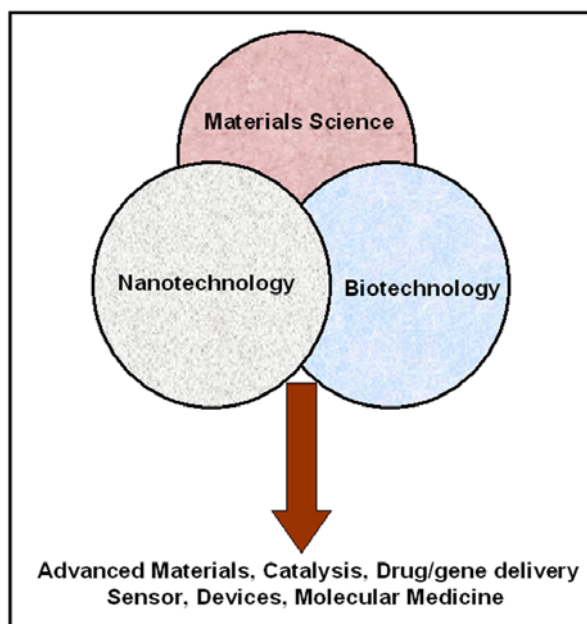 Materials Science
Nanotechnology
Biotechnology
Advanced Materials, Catalysis, Drug/gene delivery
Sensor, Devices, Molecular Medicine